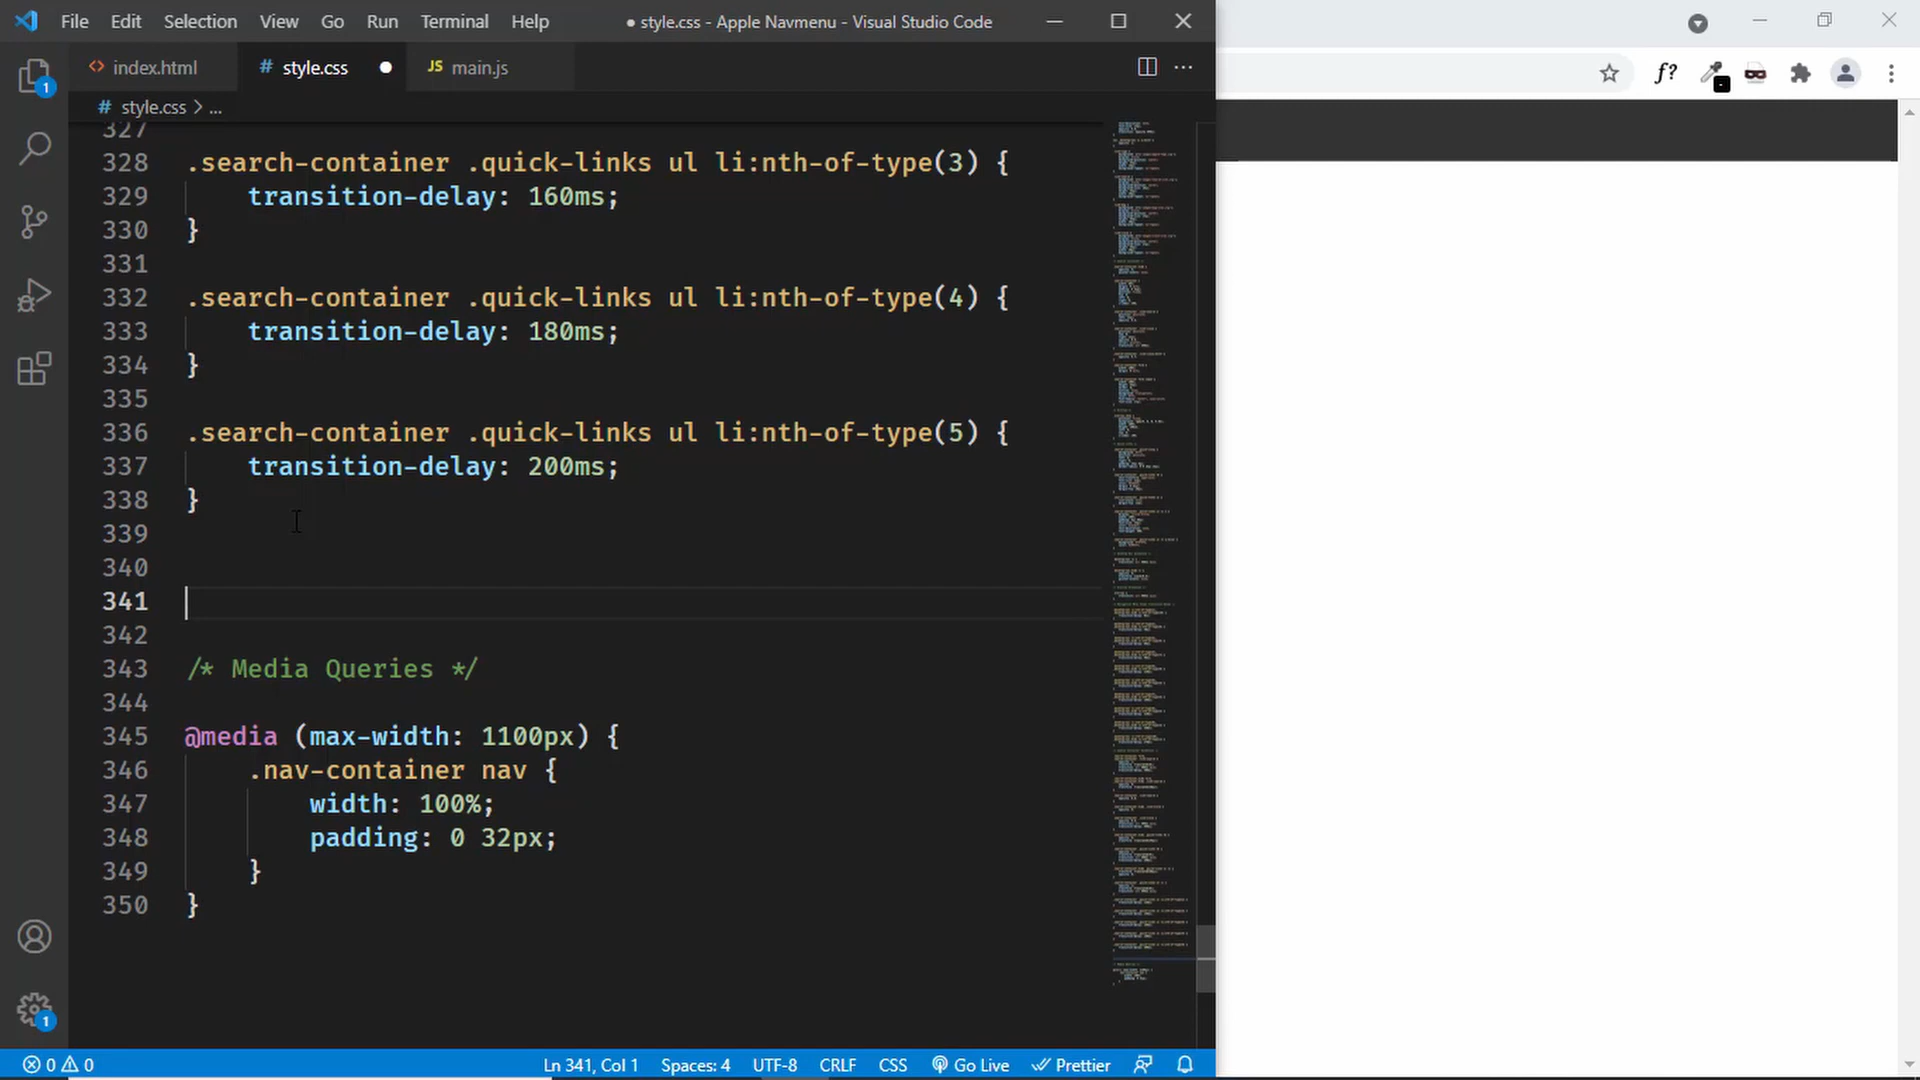 File Edit Selection View Go Run Terminal Help ● style.css - Apple Navmenu - Visual Studio Code
index.html # style.css ● JS main.js
# style.css > ...
327
328 .search-container .quick-links ul li:nth-of-type(3) {
329 transition-delay: 160ms;
330 }
331
332 .search-container .quick-links ul li:nth-of-type(4) {
333 transition-delay: 180ms;
334 }
335
336 .search-container .quick-links ul li:nth-of-type(5) {
337 transition-delay: 200ms;
338 }
339
340
341
342
343 /* Media Queries */
344
345 @media (max-width: 1100px) {
346 .nav-container nav {
347 width: 100%;
348 padding: 0 32px;
349 }
350 }
1
1
f?
0 0 Ln 341, Col 1 Spaces: 4 UTF-8 CRLF CSS Go Live Prettier